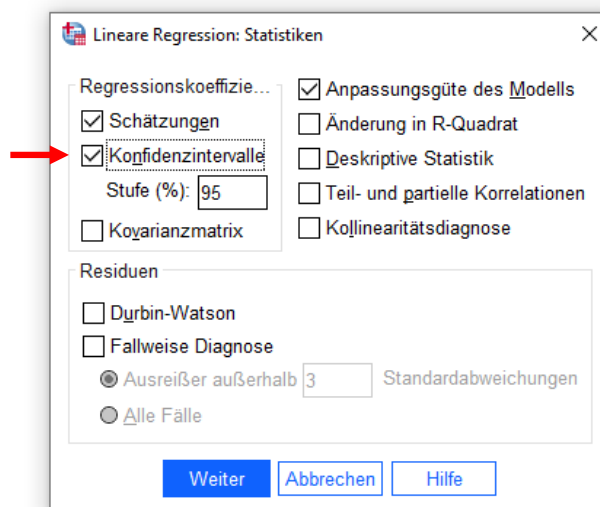 Lineare Regression: Statistiken
Regressionskoeffizie...
Schätzungen
Konfidenzintervalle
Stufe (%): 95
Kovarianzmatrix
Anpassungsgüte des Modells
Änderung in R-Quadrat
Deskriptive Statistik
Teil- und partielle Korrelationen
Kollinearitätsdiagnose
Residuen
Durbin-Watson
Fallweise Diagnose
Ausreißer außerhalb 3 Standardabweichungen
Alle Fälle
Weiter Abbrechen Hilfe